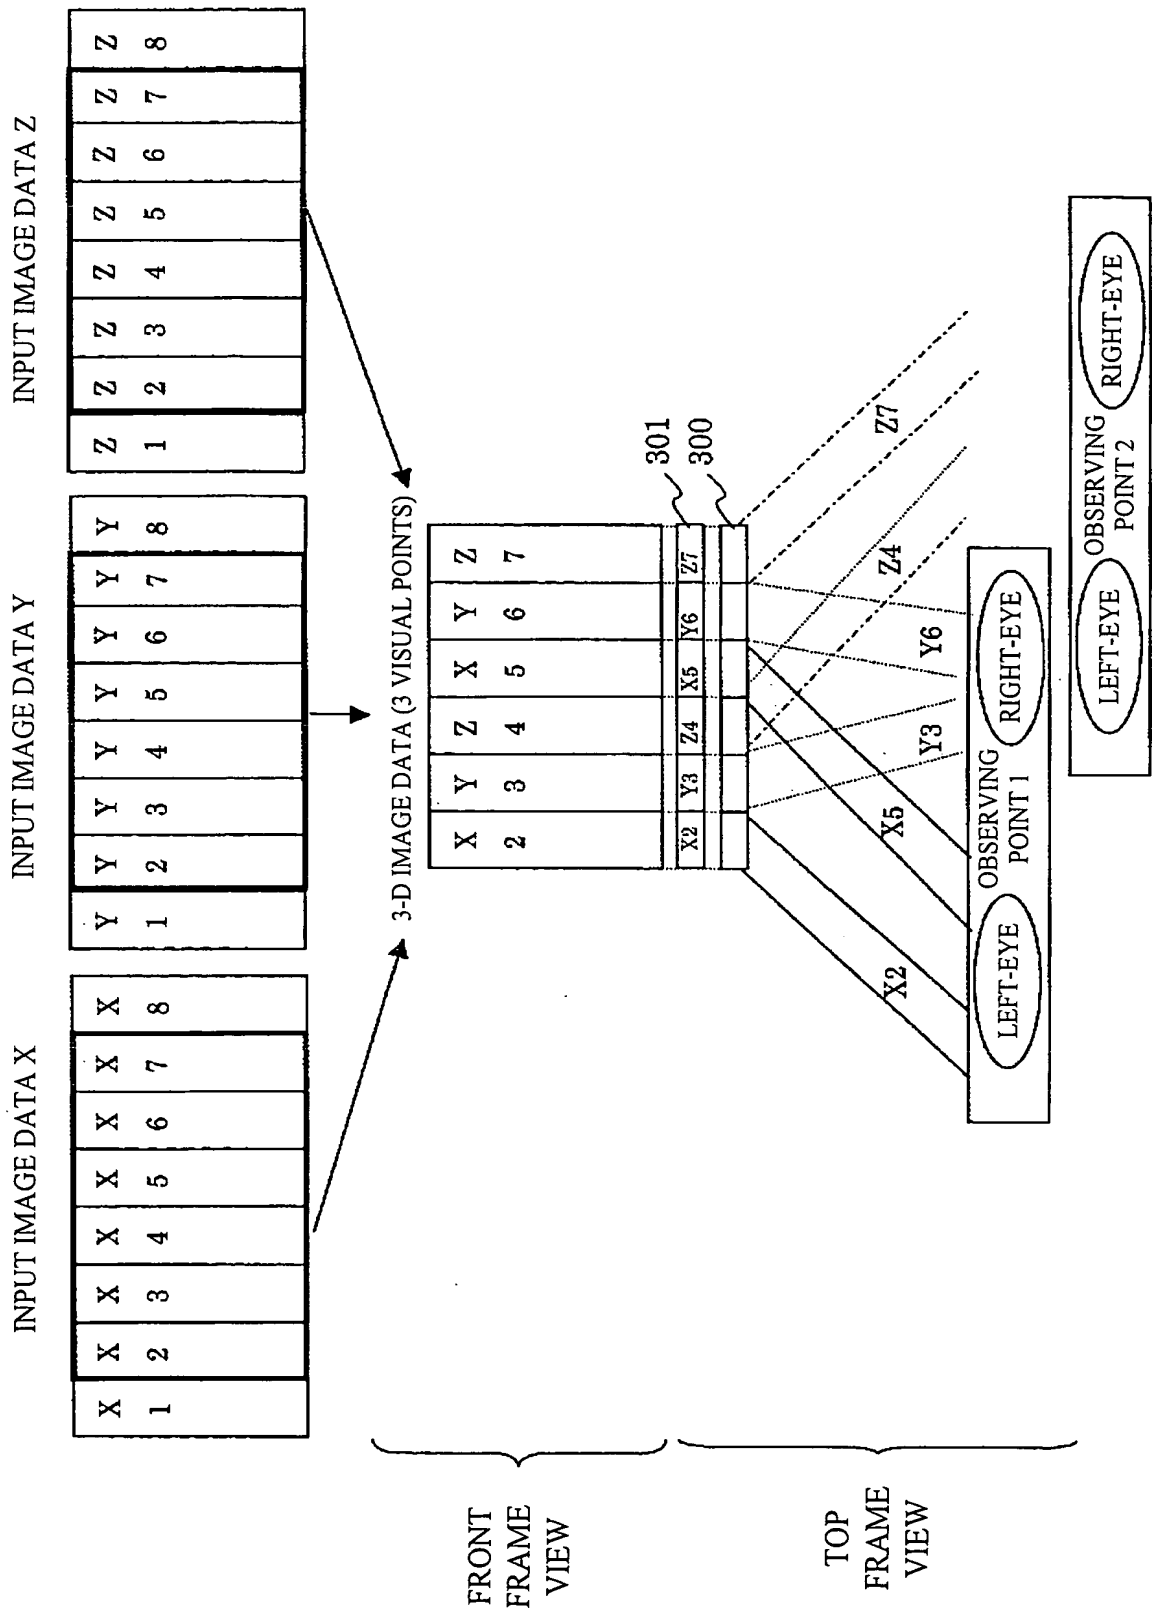 INPUT IMAGE DATA X
INPUT IMAGE DATA Y
INPUT IMAGE DATA Z
X X X X X X X X
1 2 3 4 5 6 7 8
Y Y Y Y Y Y Y Y
1 2 3 4 5 6 7 8
Z Z Z Z Z Z Z Z
1 2 3 4 5 6 7 8
3-D IMAGE DATA (3 VISUAL POINTS)
FRONT
FRAME
VIEW
X Y Z X Y Z
2 3 4 5 6 7
301
X2 Y3 Z4 X5 Y6 Z7
300
TOP
FRAME
VIEW
X2
X5
Y3
Y6
Z4
Z7
LEFT-EYE
OBSERVING
POINT 1
RIGHT-EYE
LEFT-EYE
OBSERVING
POINT 2
RIGHT-EYE